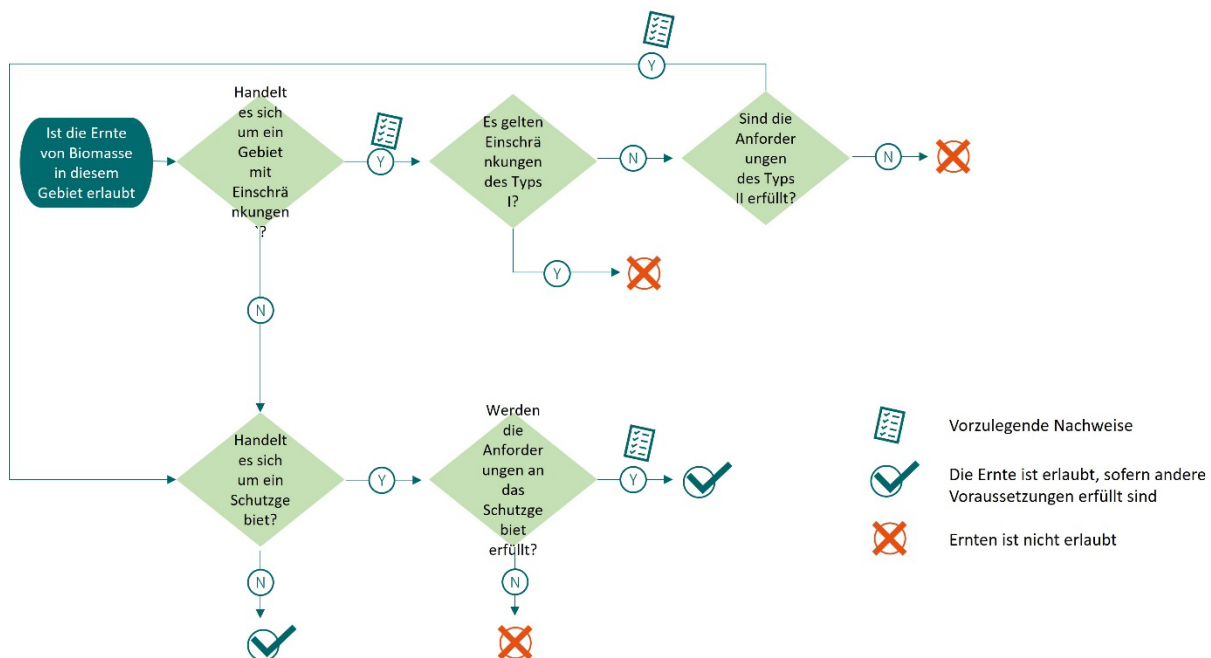 Y
Ist die Ernte
von Biomasse
in diesem
Gebiet erlaubt
Handelt
es sich
um ein
Gebiet
mit
Einschrä
nkungen
?
Y
Es gelten
Einschrä
nkungen
des Typs
I?
N
Sind die
Anforder
ungen
des Typs
II erfüllt?
N
Y
N
Handelt
es sich
um ein
Schutzge
biet?
Y
Werden
die
Anforder
ungen an
das
Schutzge
biet
erfüllt?
Y
N
N
Vorzulegende Nachweise
Die Ernte ist erlaubt, sofern andere
Voraussetzungen erfüllt sind
Ernten ist nicht erlaubt